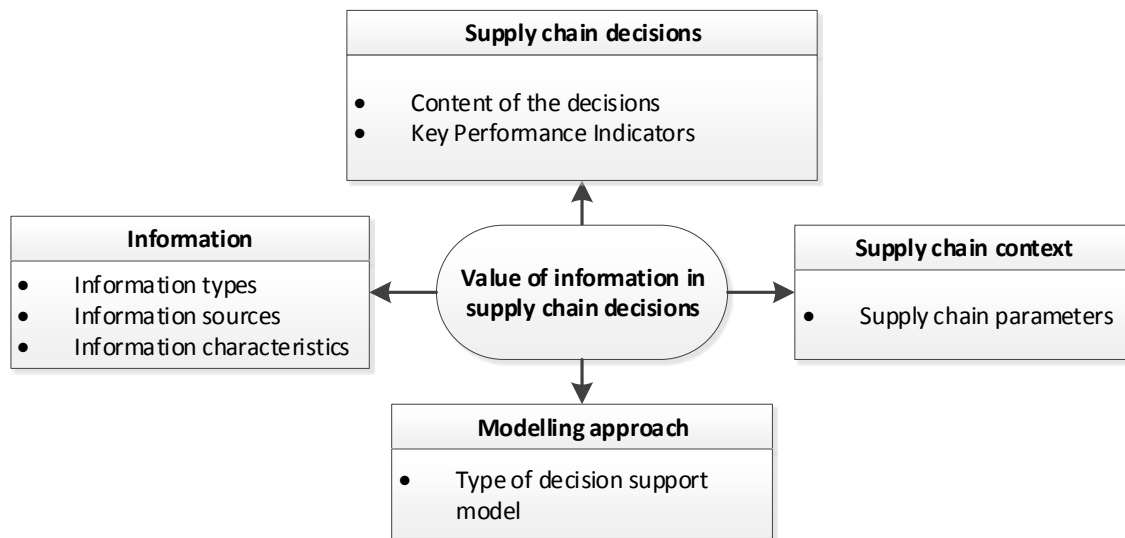 Supply chain decisions
• Content of the decisions
• Key Performance Indicators
Information
• Information types
• Information sources
• Information characteristics
Value of information in
supply chain decisions
Supply chain context
• Supply chain parameters
Modelling approach
• Type of decision support
model